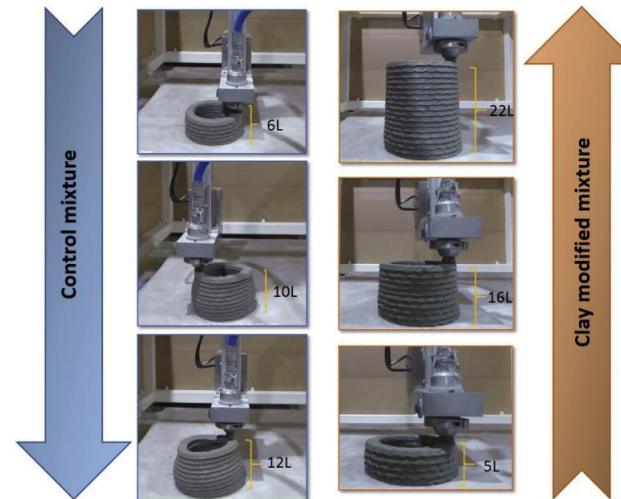 Control mixture
6L
10L
12L
22L
16L
5L
Clay modified mixture